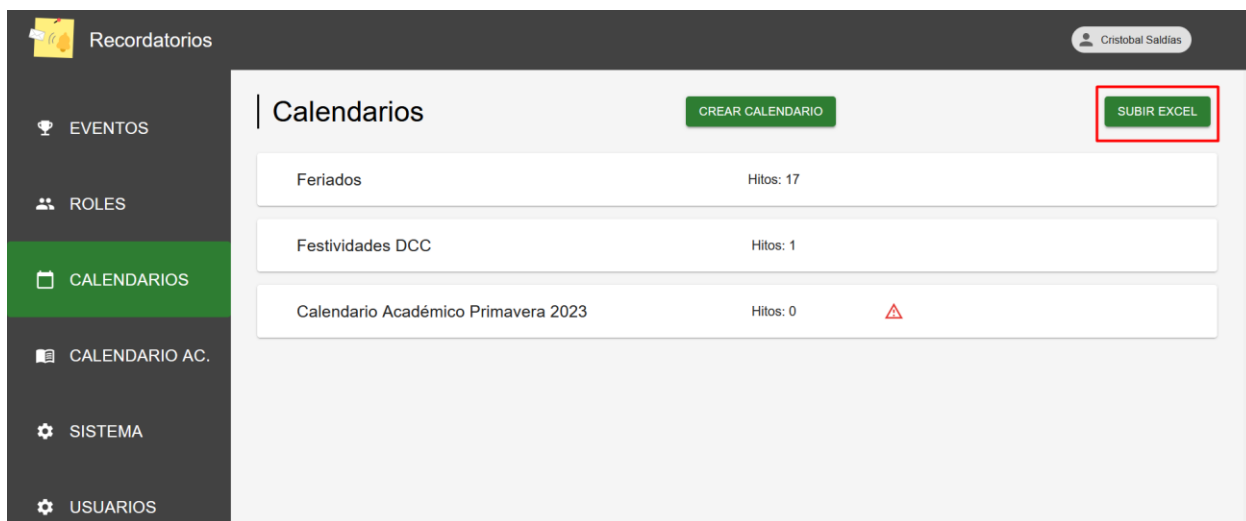 Recordatorios
Cristobal Saldías
EVENTOS
ROLES
CALENDARIOS
CALENDARIO AC.
SISTEMA
USUARIOS
Calendarios
CREAR CALENDARIO
SUBIR EXCEL
Feriados
Hitos: 17
Festividades DCC
Hitos: 1
Calendario Académico Primavera 2023
Hitos: 0